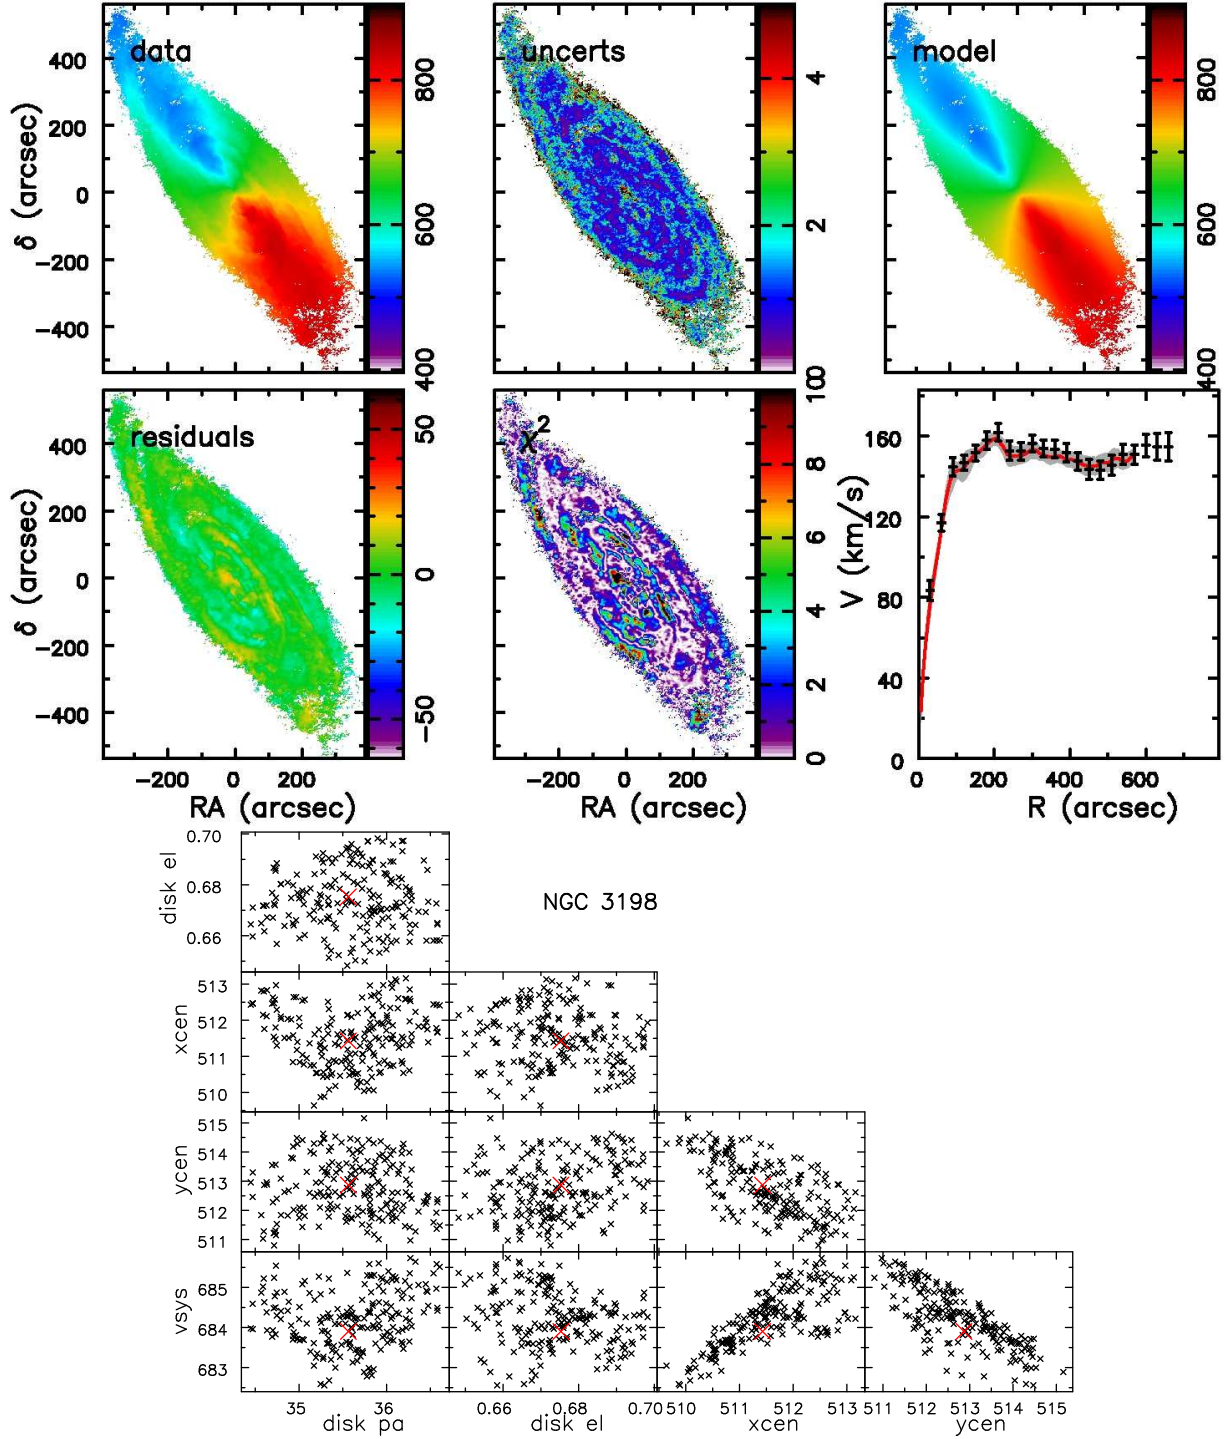 data
uncerts
model
400
200
0
−200
−400
δ (arcsec)
400 600 800
0 2 4
400 600 800
residuals
χ²
400
200
0
−200
−400
δ (arcsec)
−50 0 50
0 2 4 6 8 10
160
120
80
40
0
V (km/s)
−200 0 200
RA (arcsec)
−200 0 200
RA (arcsec)
0 200 400 600
R (arcsec)
NGC 3198
0.70
0.68
0.66
disk el
513
512
511
510
xcen
515
514
513
512
511
ycen
685
684
683
vsys
35 36
disk pa
0.66 0.68 0.70
disk el
510 511 512 513
xcen
511 512 513 514 515
ycen